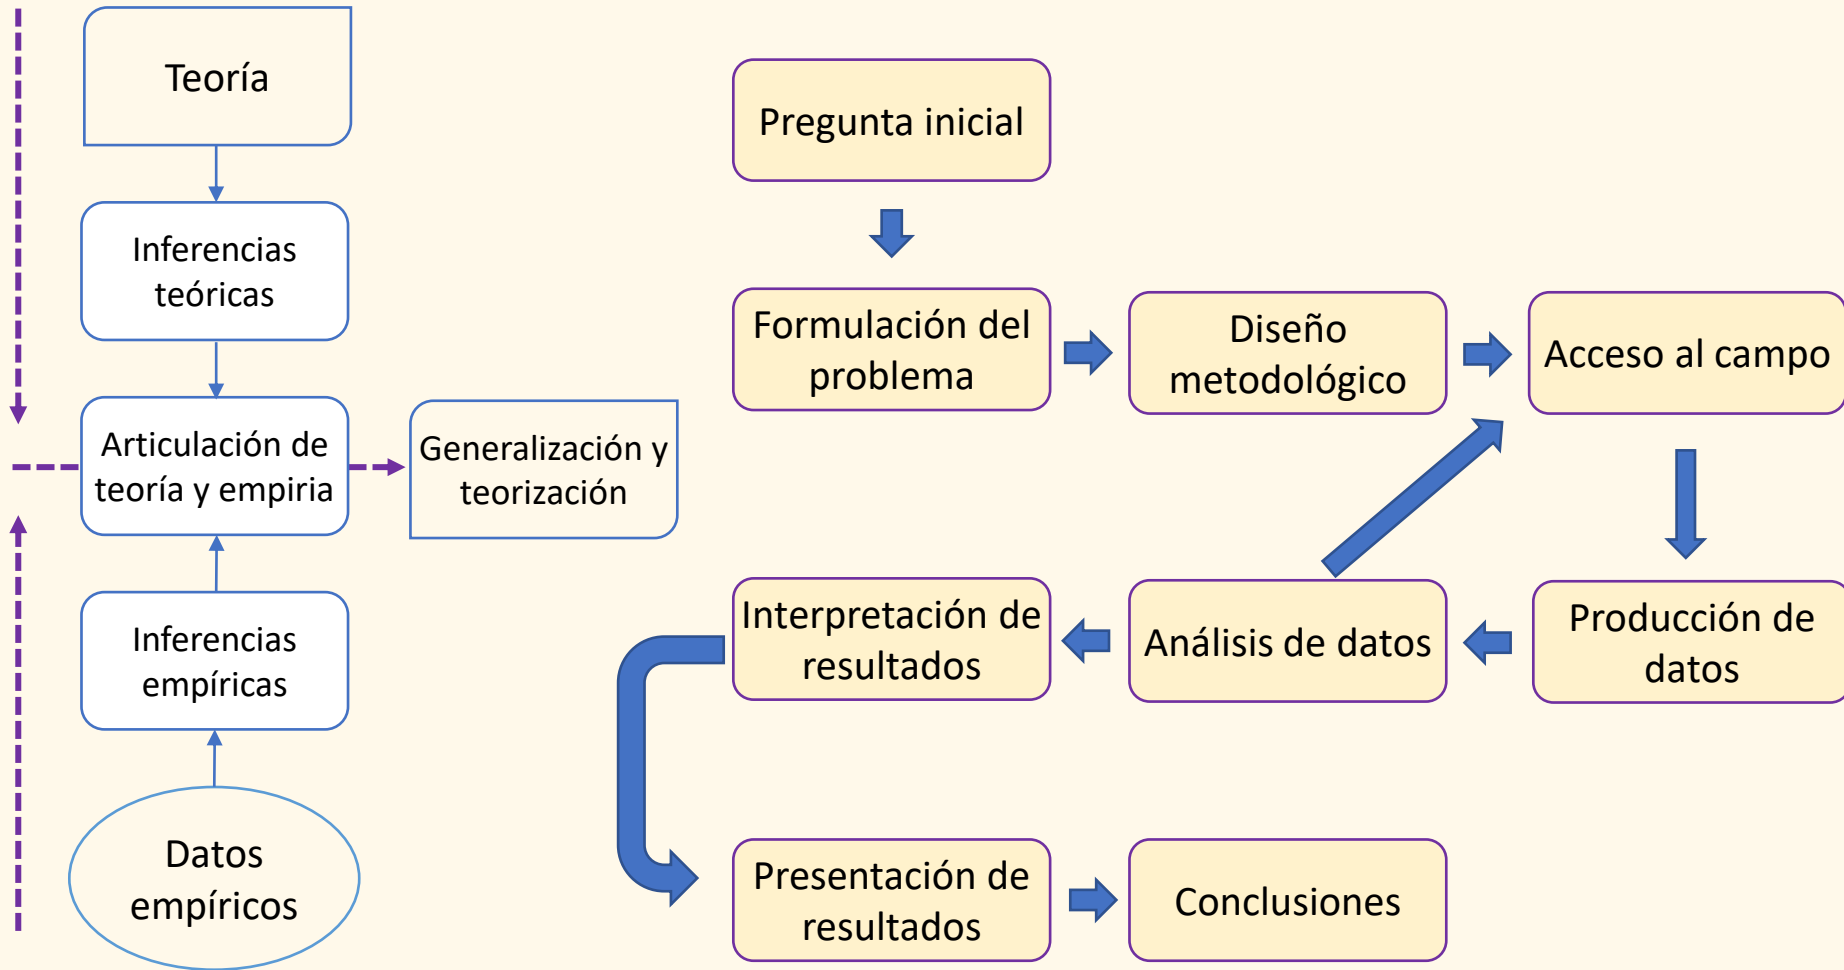 Teoría
Inferencias
teóricas
Articulación de
teoría y empiria
Generalización y
teorización
Inferencias
empíricas
Datos
empíricos
Pregunta inicial
Formulación del
problema
Diseño
metodológico
Acceso al campo
Producción de
datos
Análisis de datos
Interpretación de
resultados
Presentación de
resultados
Conclusiones